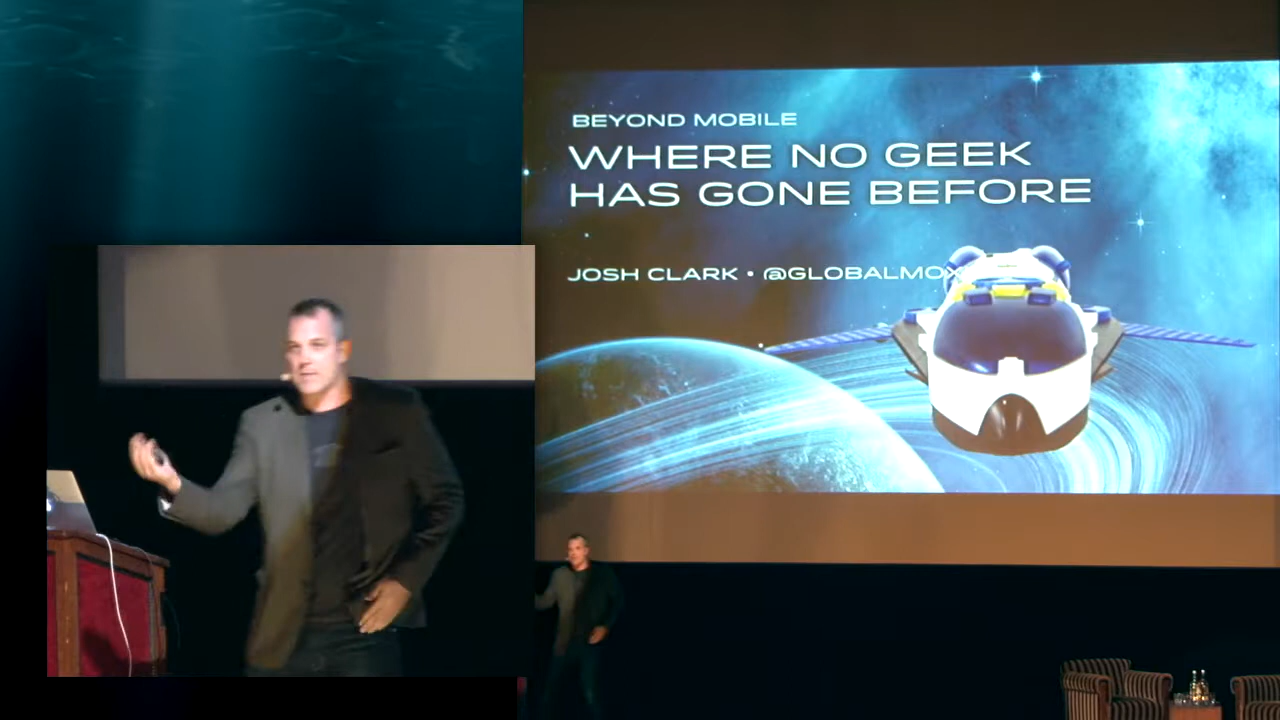 BEYOND MOBILE
WHERE NO GEEK
HAS GONE BEFORE
JOSH CLARK • @GLOBALMOX